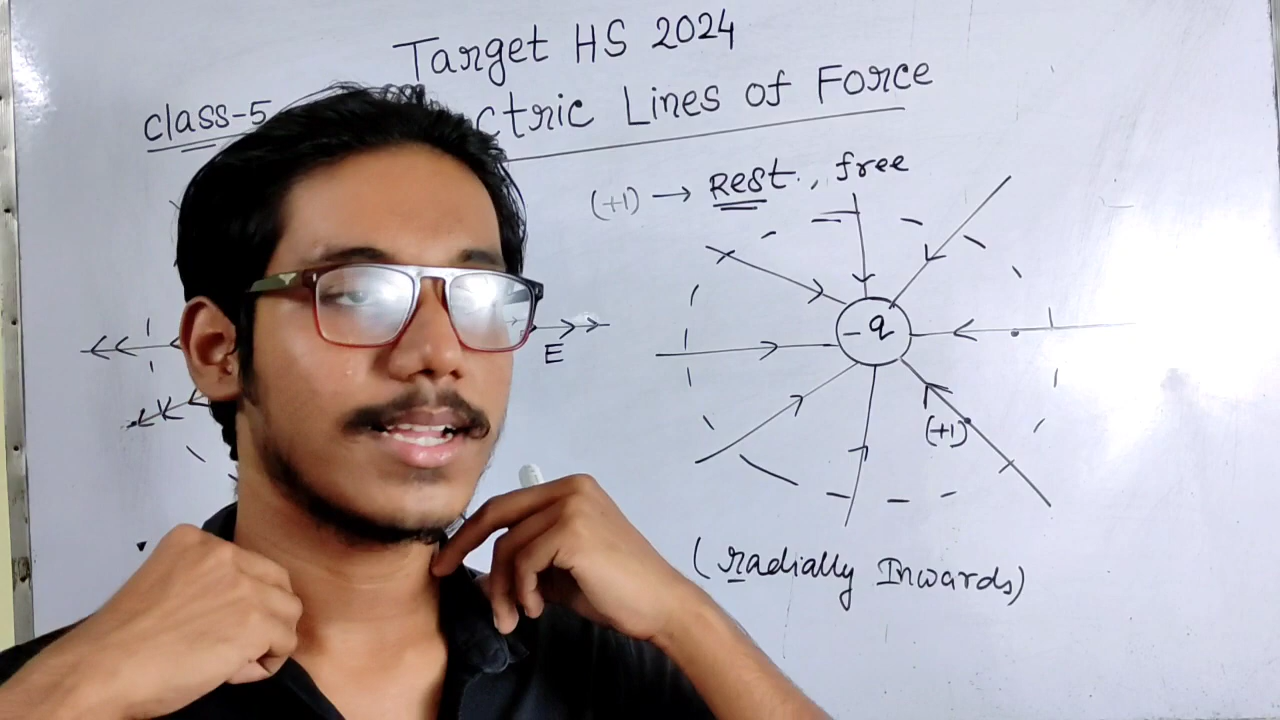 Target HS 2024
class-5 ctric Lines of Force
(+1) → Rest., free
-q
E
(+1)
(radially Inwards)